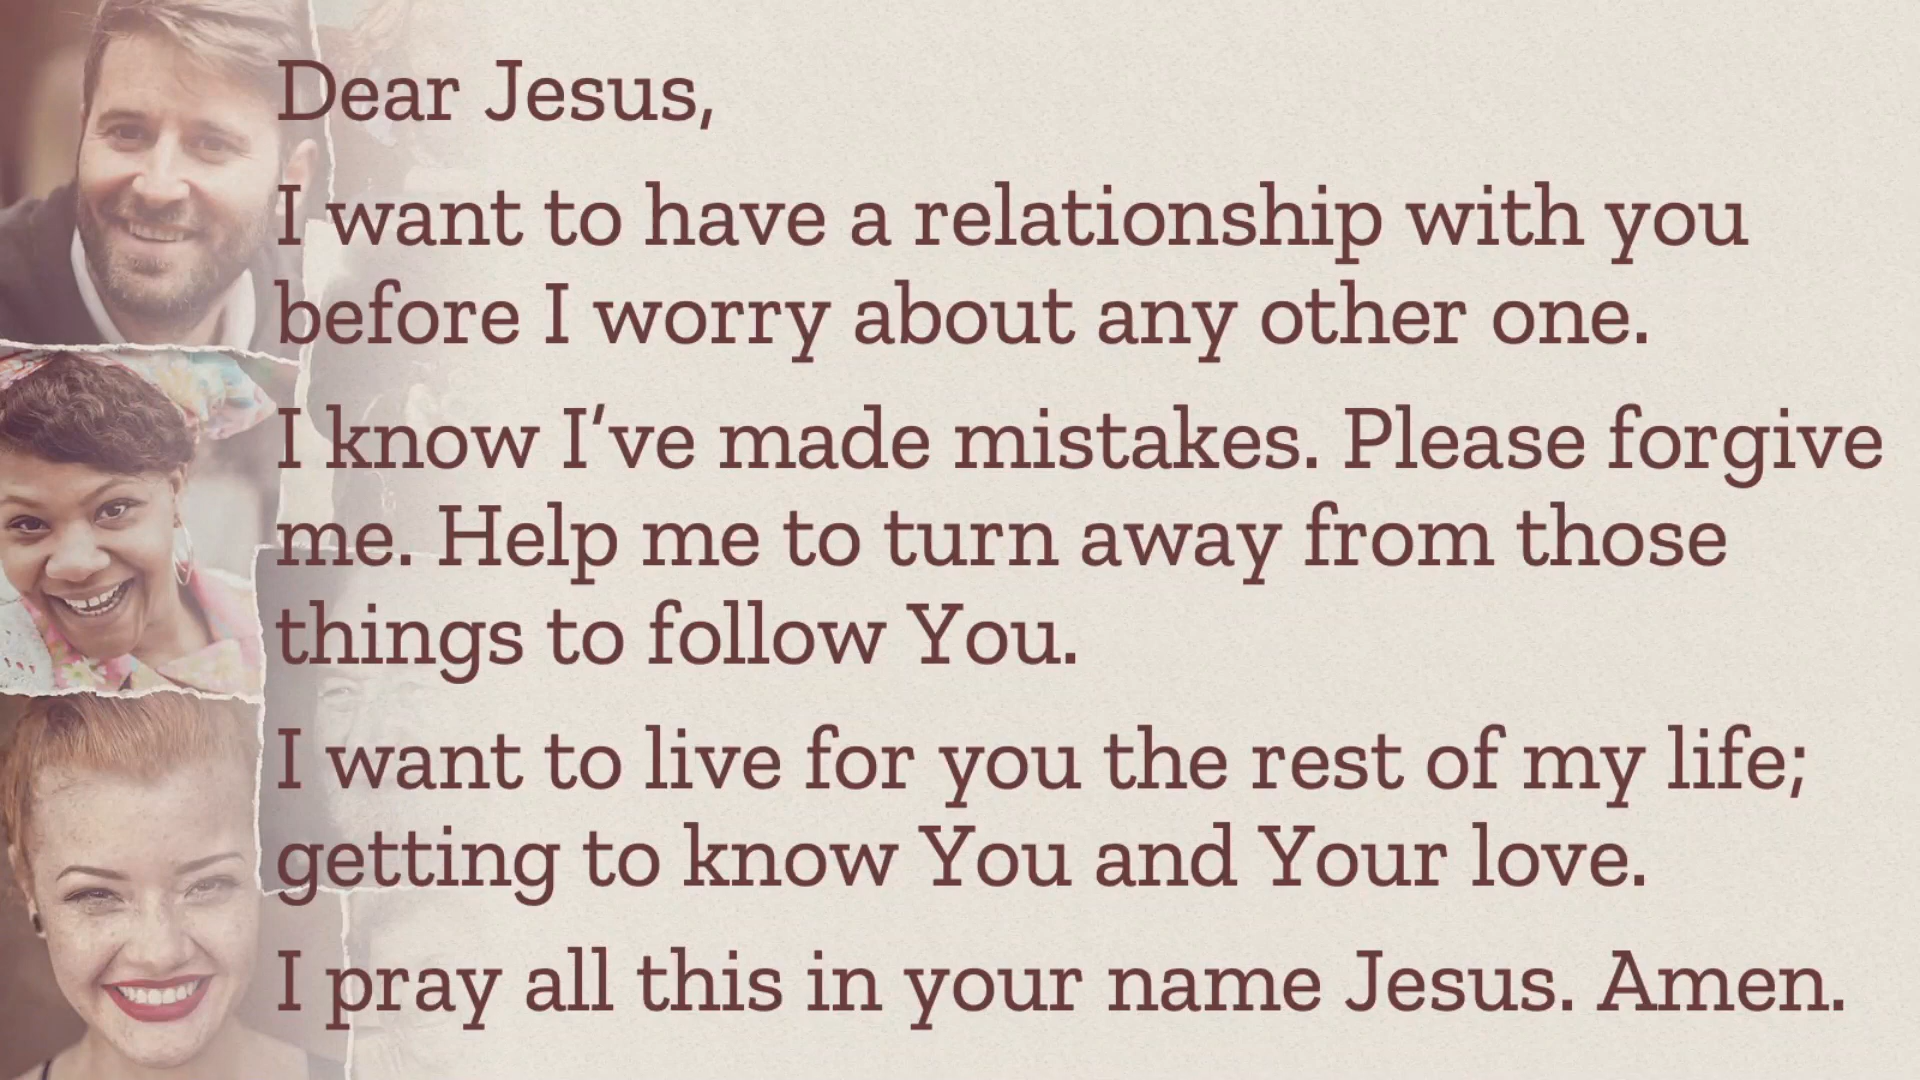 Dear Jesus,
I want to have a relationship with you
before I worry about any other one.
I know I’ve made mistakes. Please forgive
me. Help me to turn away from those
things to follow You.
I want to live for you the rest of my life;
getting to know You and Your love.
I pray all this in your name Jesus. Amen.